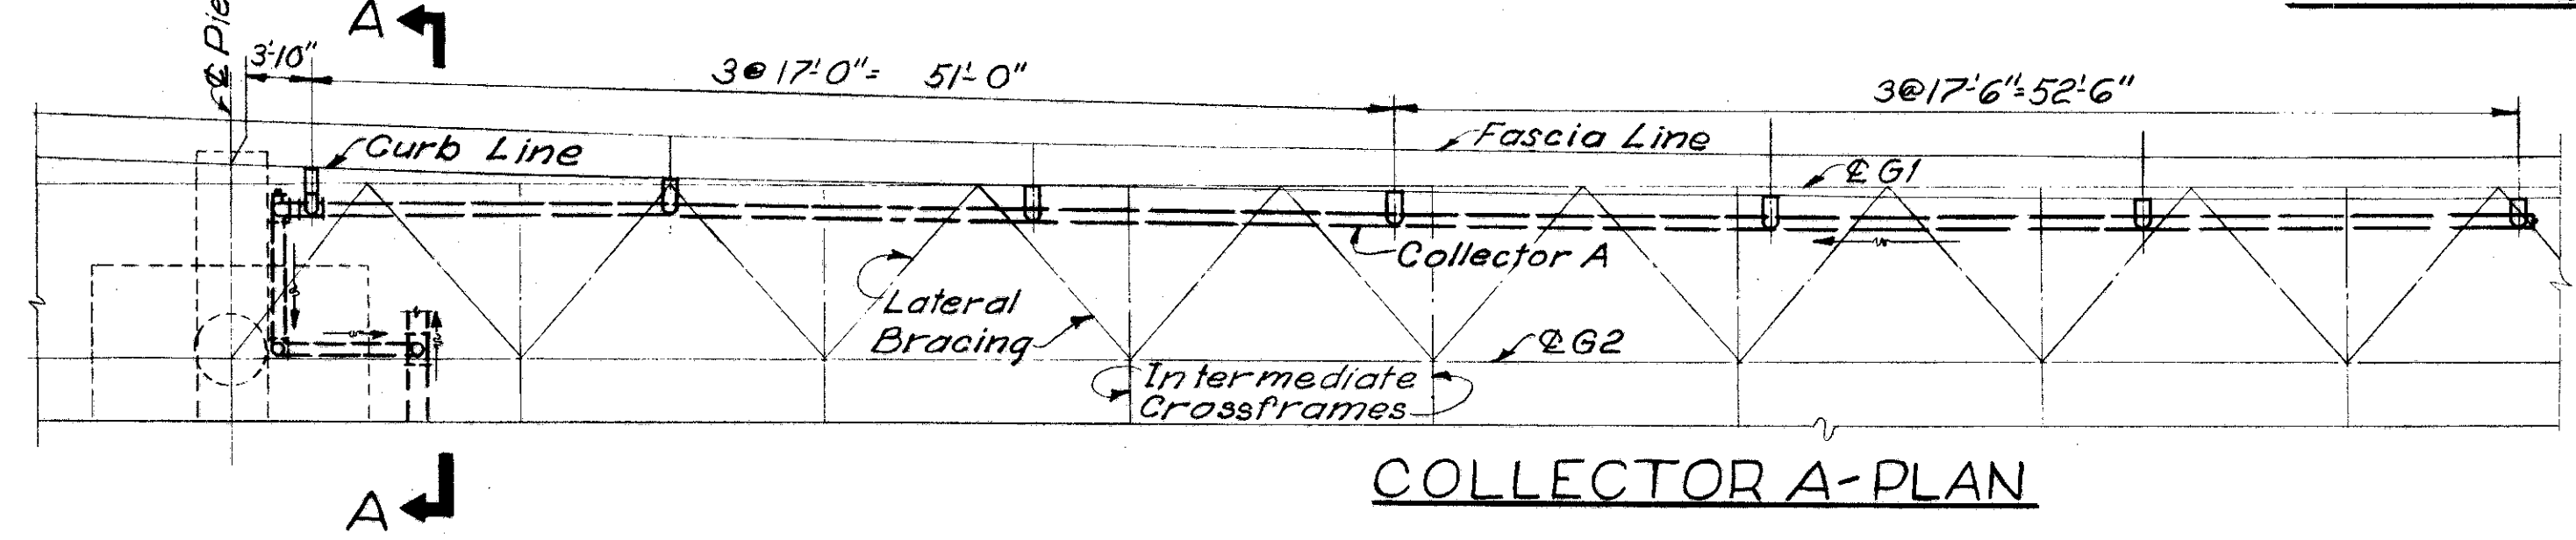 A
℄ Pie
3'-10"
3@17'-0"= 51'-0"
3@17'-6"=52'-6"
Curb Line
Fascia Line
℄ G1
Collector A
Lateral
Bracing
℄ G2
Intermediate
Crossframes
A
COLLECTOR A-PLAN